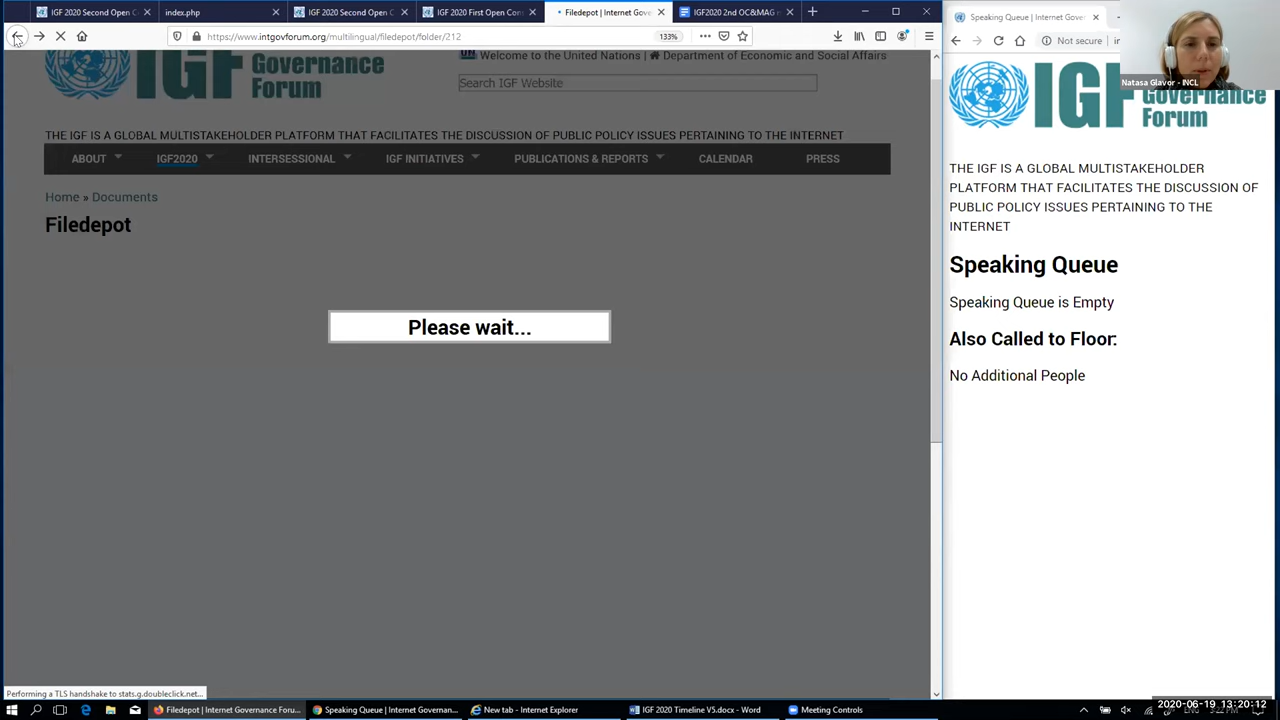 IGF 2020 Second Open C
index.php
IGF 2020 Second Open C
IGF 2020 First Open Con
Filedepot | Internet Gove
IGF2020 2nd OC&MAG m
https://www.intgovforum.org/multilingual/filedepot/folder/212
133%
IGF Governance Forum
UN Welcome to the United Nations | Department of Economic and Social Affairs
Search IGF Website
THE IGF IS A GLOBAL MULTISTAKEHOLDER PLATFORM THAT FACILITATES THE DISCUSSION OF PUBLIC POLICY ISSUES PERTAINING TO THE INTERNET
ABOUT IGF2020 INTERSESSIONAL IGF INITIATIVES PUBLICATIONS & REPORTS CALENDAR PRESS
Home » Documents
Filedepot
Please wait...
Performing a TLS handshake to stats.g.doubleclick.net...
Speaking Queue | Internet Gove
Not secure
Natasa Glavor - INCL
IGF Governance
Forum
THE IGF IS A GLOBAL MULTISTAKEHOLDER
PLATFORM THAT FACILITATES THE DISCUSSION OF
PUBLIC POLICY ISSUES PERTAINING TO THE
INTERNET
Speaking Queue
Speaking Queue is Empty
Also Called to Floor:
No Additional People
Filedepot | Internet Governance Foru...
Speaking Queue | Internet Governan...
New tab - Internet Explorer
IGF 2020 Timeline V5.docx - Word
Meeting Controls
2020-06-19 13:20:12